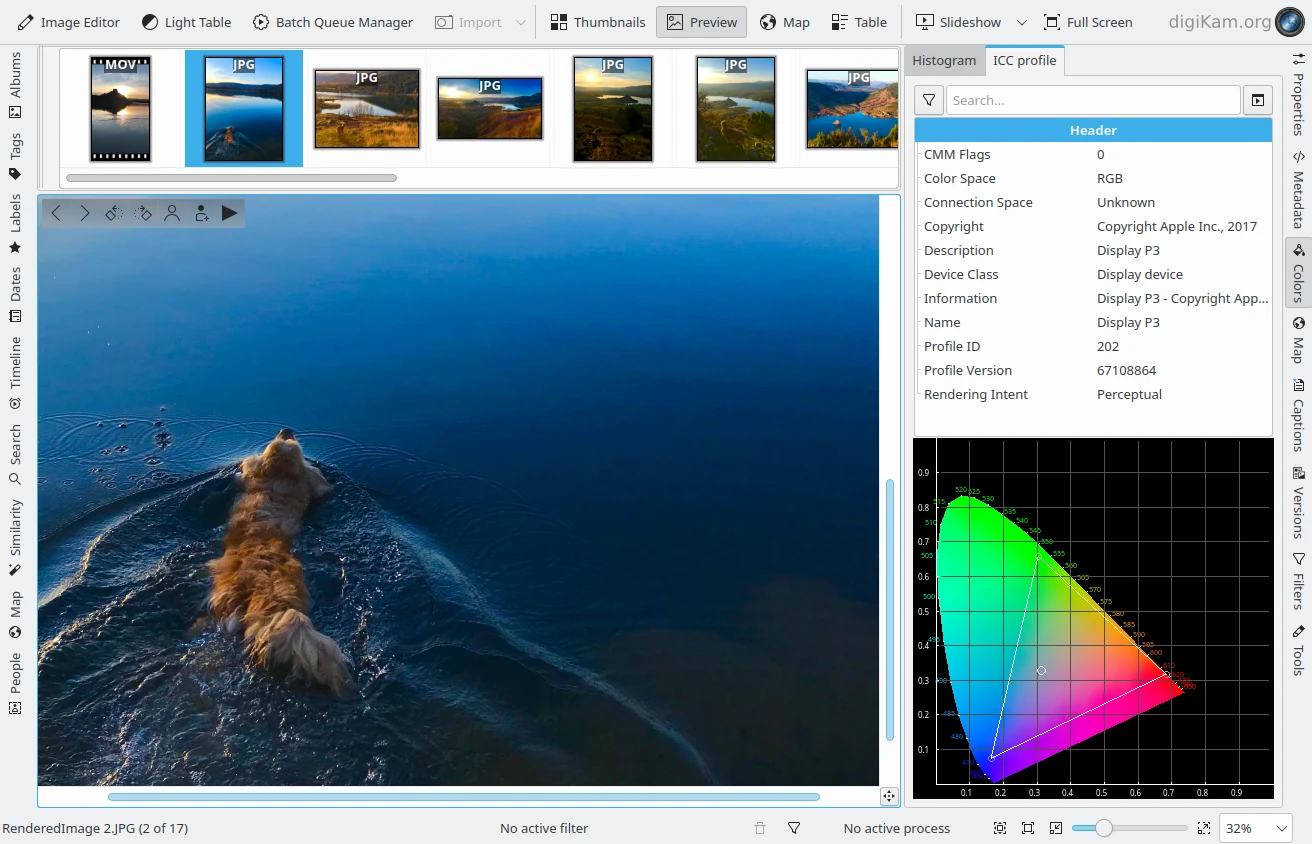 Image Editor Light Table Batch Queue Manager Import Thumbnails Preview Map Table Slideshow Full Screen digiKam.org
Albums
Tags
Labels
Dates
Timeline
Search
Similarity
Map
People
MOV JPG JPG JPG JPG JPG JPG
Histogram ICC profile
Search...
Header
CMM Flags 0
Color Space RGB
Connection Space Unknown
Copyright Copyright Apple Inc., 2017
Description Display P3
Device Class Display device
Information Display P3 - Copyright App...
Name Display P3
Profile ID 202
Profile Version 67108864
Rendering Intent Perceptual
0.9
0.8
0.7
0.6
0.5
0.4
0.3
0.2
0.1
520 525
530
515
535
510
540
545
550
505
555
560
565
500
570
575
580
585
590
595
600
610
480
0.1 0.2 0.3 0.4 0.5 0.6 0.7 0.8 0.9
Properties
Metadata
Colors
Map
Captions
Versions
Filters
Tools
RenderedImage 2.JPG (2 of 17) No active filter No active process 32%